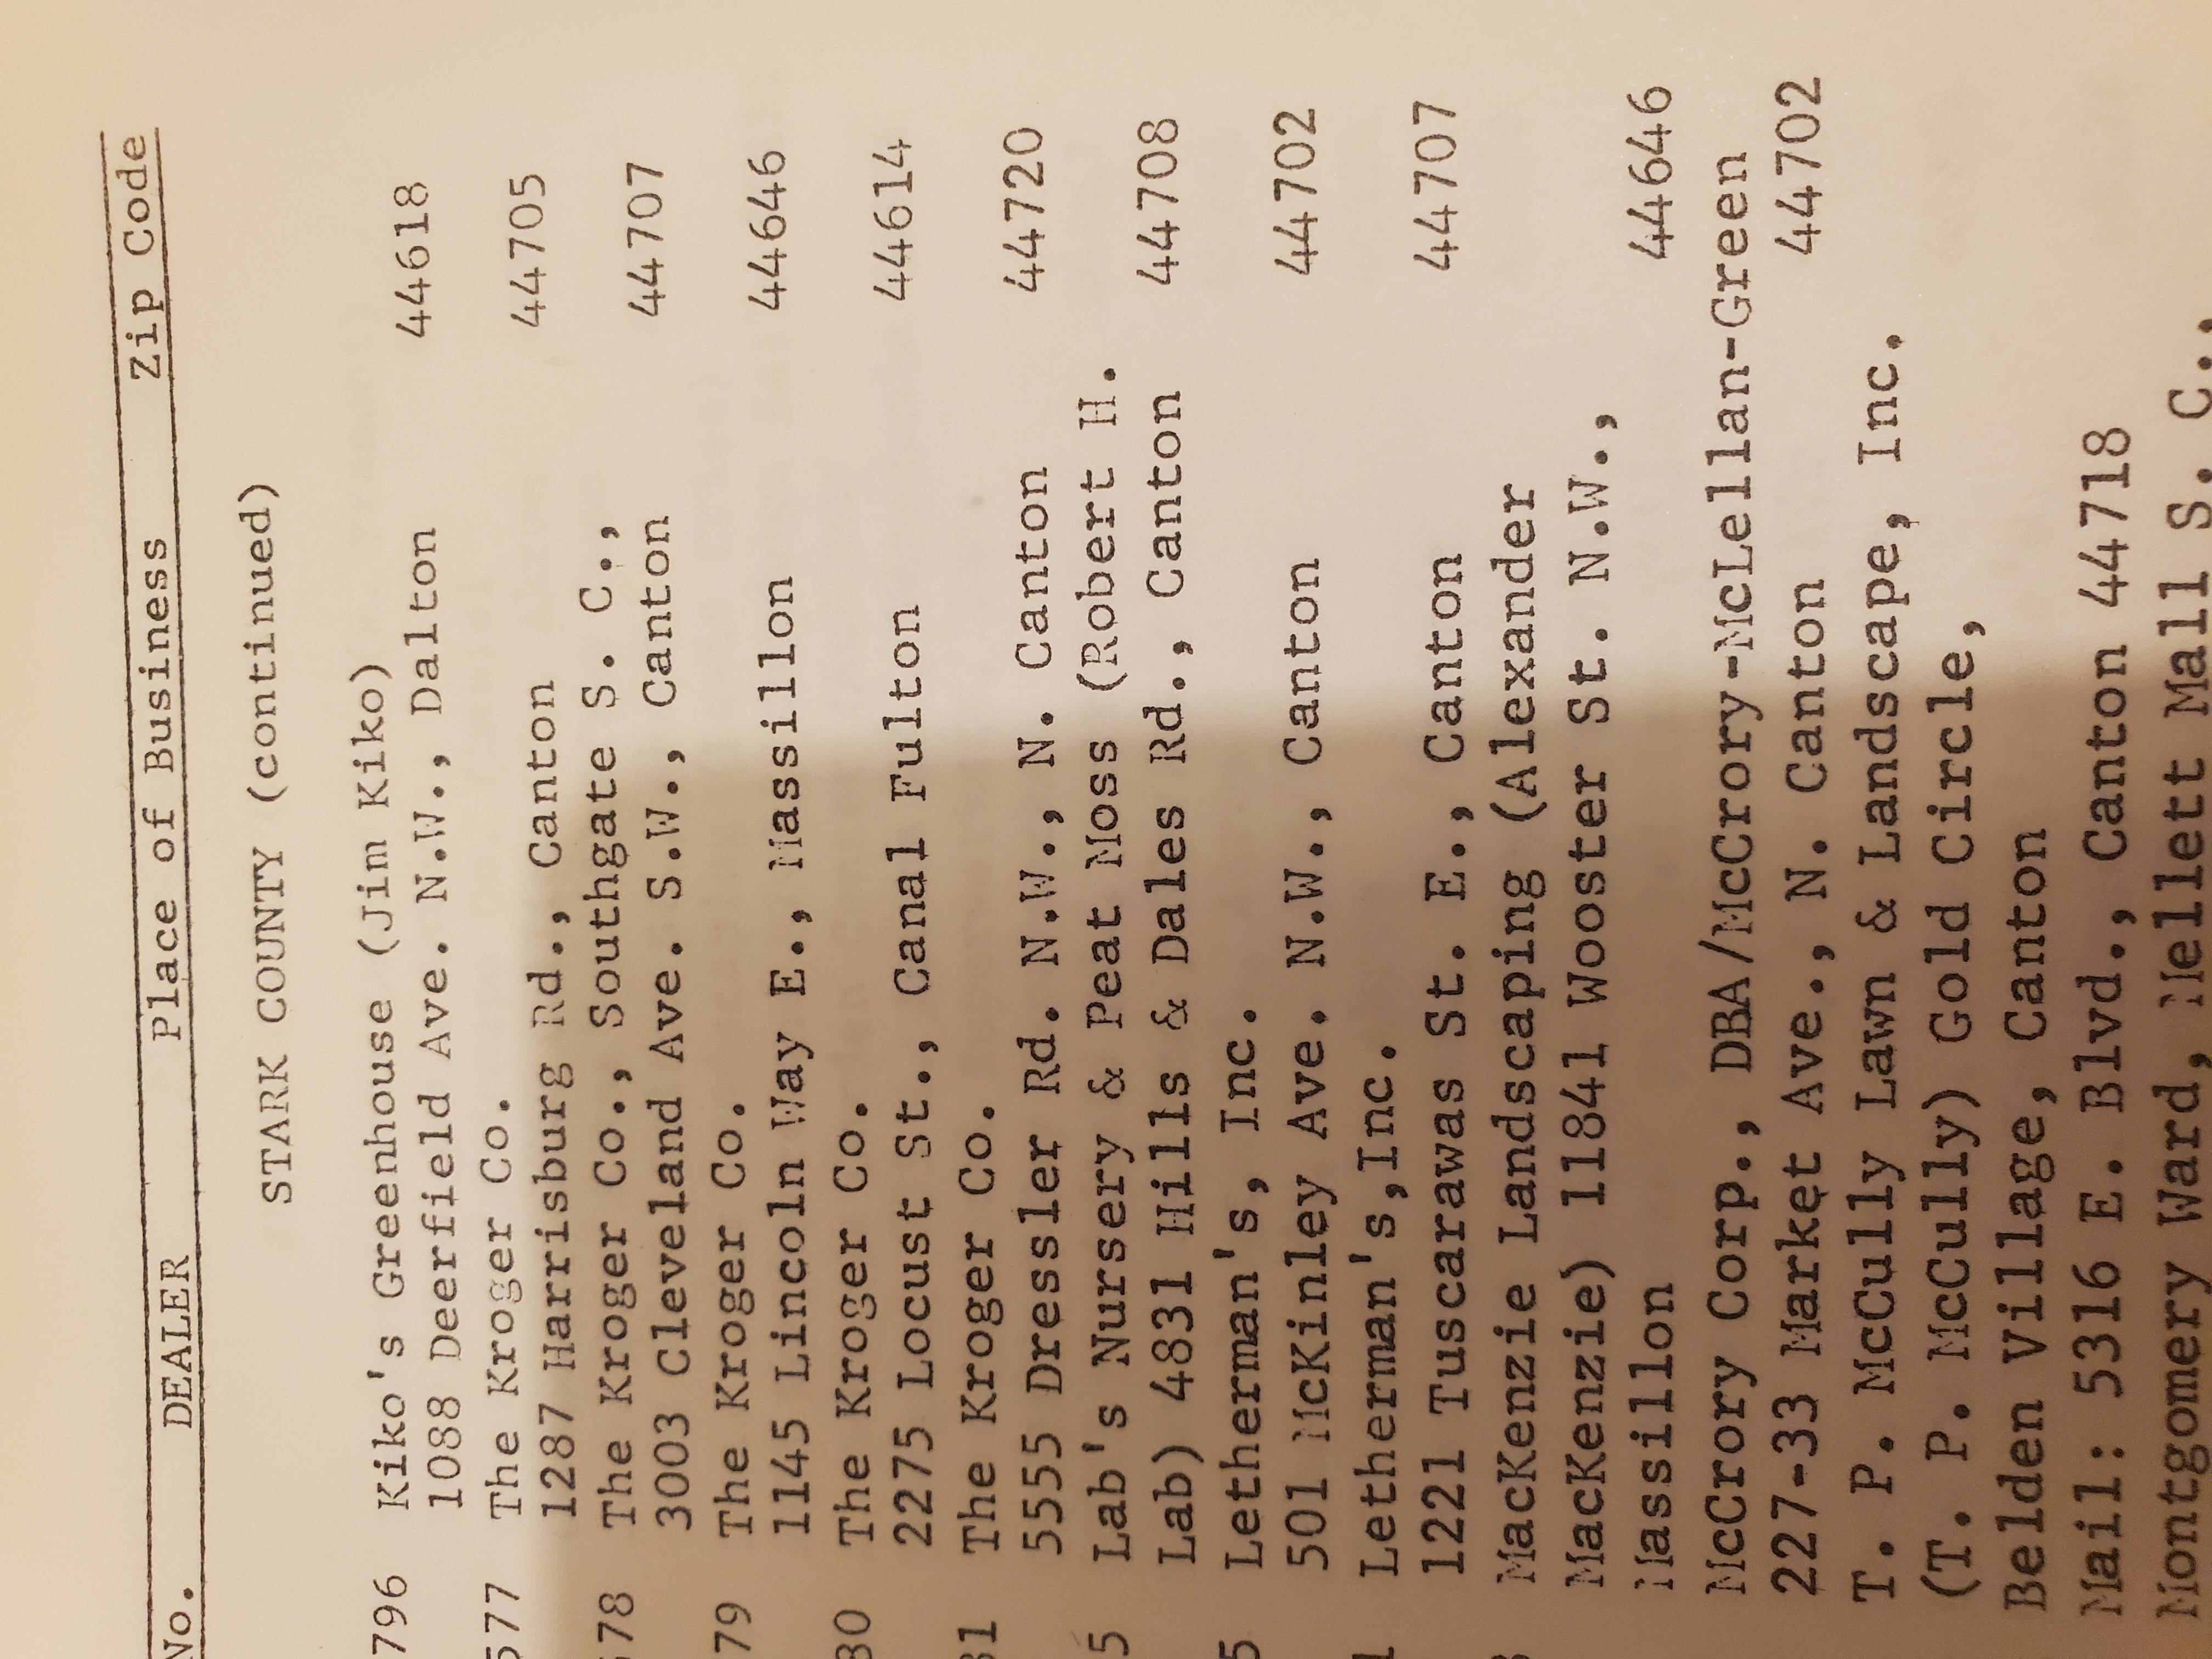 No. DEALER Place of Business Zip Code
STARK COUNTY (continued)
796 Kiko's Greenhouse (Jim Kiko)
1088 Deerfield Ave. N.W., Dalton 44618
577 The Kroger Co.
1287 Harrisburg Rd., Canton 44705
578 The Kroger Co., Southgate S. C.,
3003 Cleveland Ave. S.W., Canton 44707
79 The Kroger Co.
1145 Lincoln Way E., Massillon 44646
80 The Kroger Co.
2275 Locust St., Canal Fulton 44614
81 The Kroger Co.
5555 Dressler Rd. N.W., N. Canton 44720
5 Lab's Nursery & Peat Moss (Robert H.
Lab) 4831 Hills & Dales Rd., Canton 44708
5 Letherman's, Inc.
501 McKinley Ave. N.W., Canton 44702
Letherman's,Inc.
1221 Tuscarawas St. E., Canton 44707
MacKenzie Landscaping (Alexander
MacKenzie) 11841 Wooster St. N.W.,
Massillon 44646
McCrory Corp., DBA/McCrory-McLellan-Green
227-33 Market Ave., N. Canton 44702
T. P. McCully Lawn & Landscape, Inc.
(T. P. McCully) Gold Circle,
Belden Village, Canton
Mail: 5316 E. Blvd., Canton 44718
Montgomery Ward, Mellett Mall S. C.,